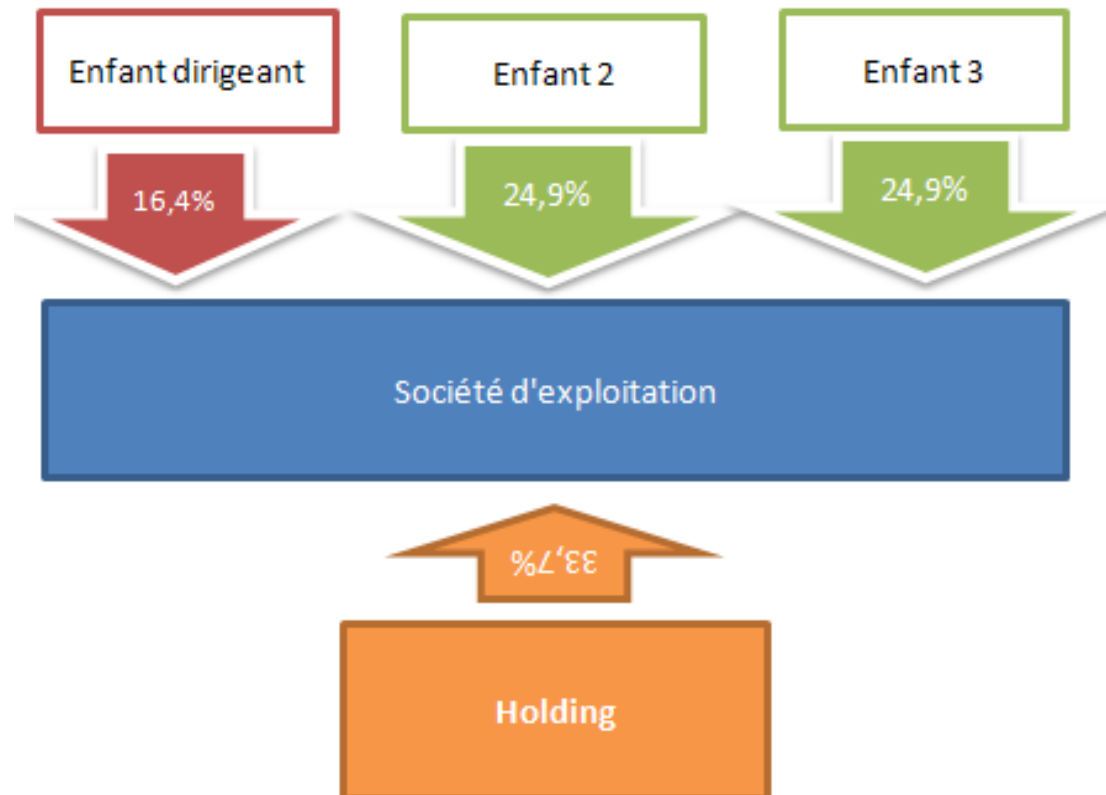 Enfant dirigeant
Enfant 2
Enfant 3
16,4%
24,9%
24,9%
Société d'exploitation
33,7%
Holding